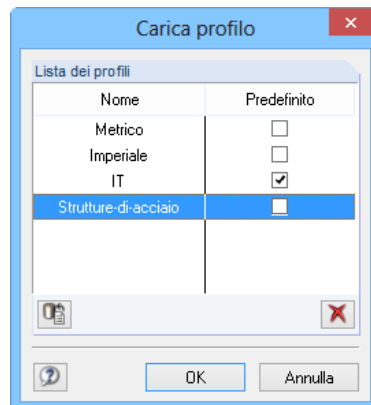 Carica profilo
Lista dei profili
Nome Predefinito
Metrico
Imperiale
IT
Strutture-di-acciaio
OK Annulla